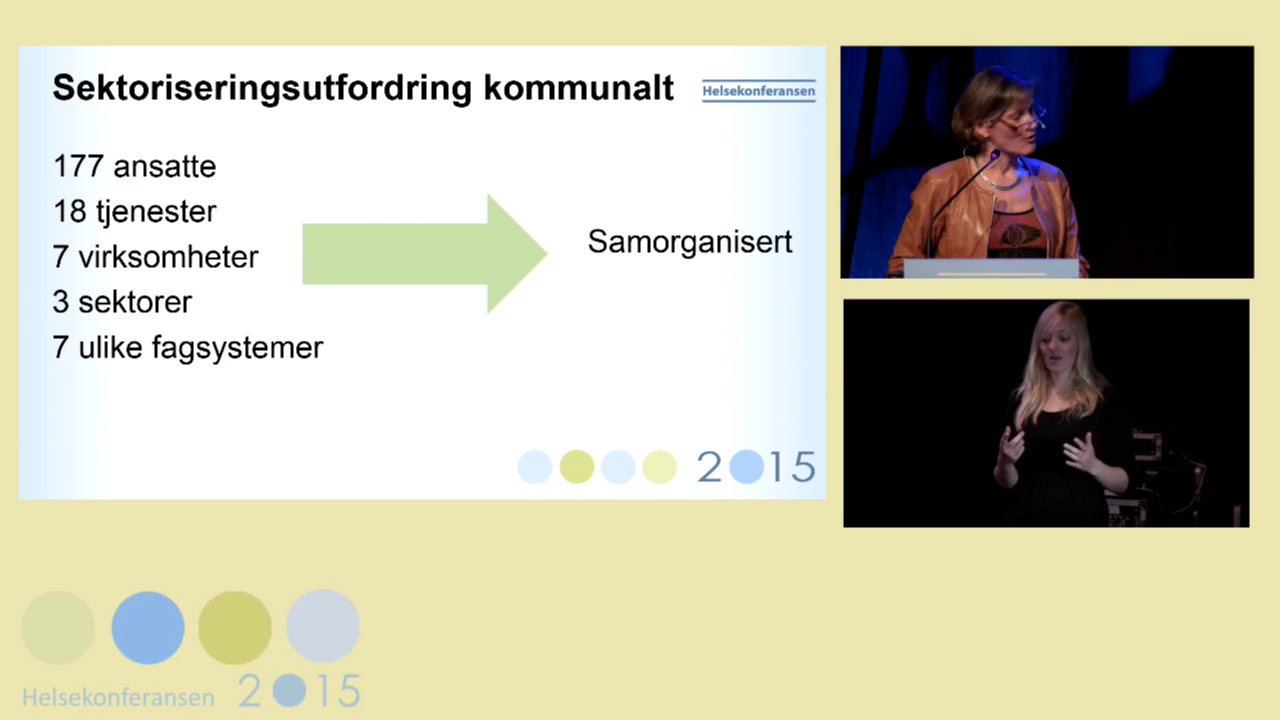 Sektoriseringsutfordring kommunalt
Helsekonferansen
177 ansatte
18 tjenester
7 virksomheter
3 sektorer
7 ulike fagsystemer
Samorganisert
2015
Helsekonferansen 2015